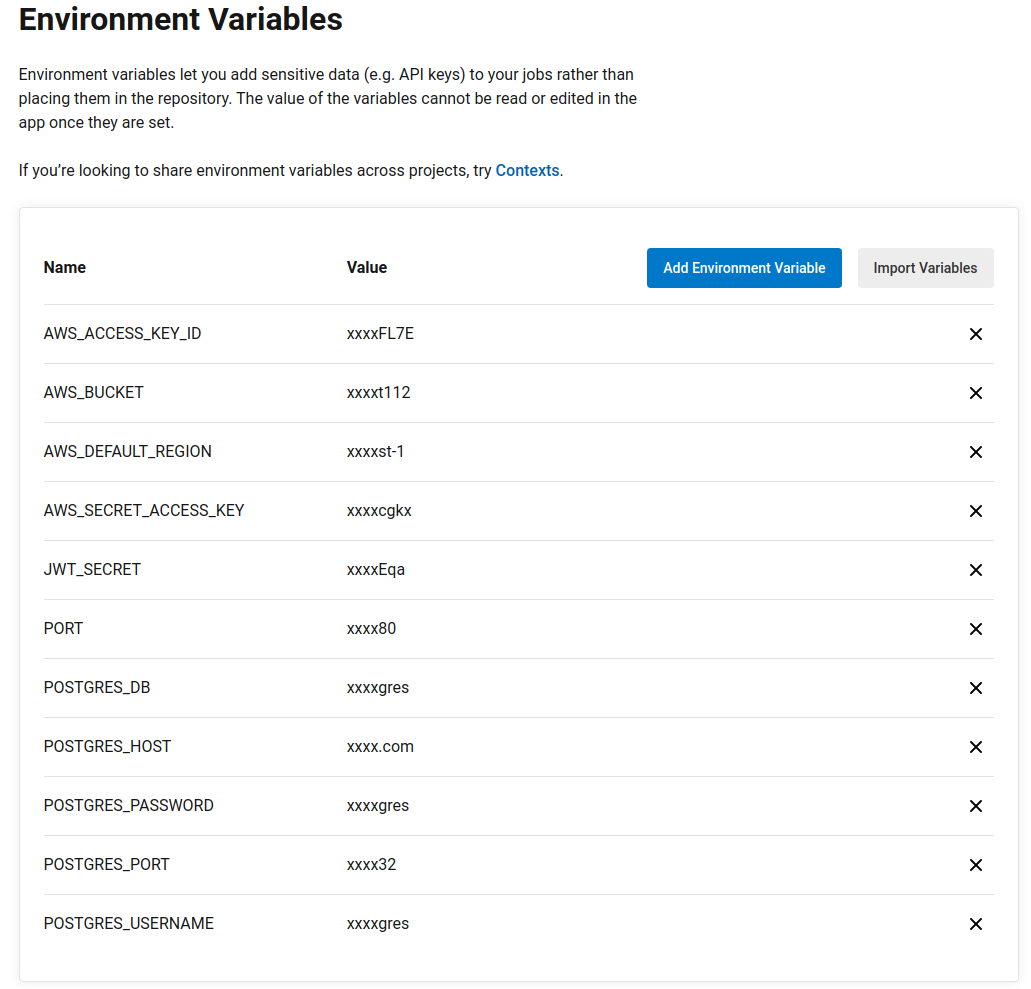 Environment Variables
Environment variables let you add sensitive data (e.g. API keys) to your jobs rather than
placing them in the repository. The value of the variables cannot be read or edited in the
app once they are set.
If you’re looking to share environment variables across projects, try Contexts.
Name Value Add Environment Variable Import Variables
AWS_ACCESS_KEY_ID xxxxFL7E
AWS_BUCKET xxxxt112
AWS_DEFAULT_REGION xxxxst-1
AWS_SECRET_ACCESS_KEY xxxxcgkx
JWT_SECRET xxxxEqa
PORT xxxx80
POSTGRES_DB xxxxgres
POSTGRES_HOST xxxx.com
POSTGRES_PASSWORD xxxxgres
POSTGRES_PORT xxxx32
POSTGRES_USERNAME xxxxgres